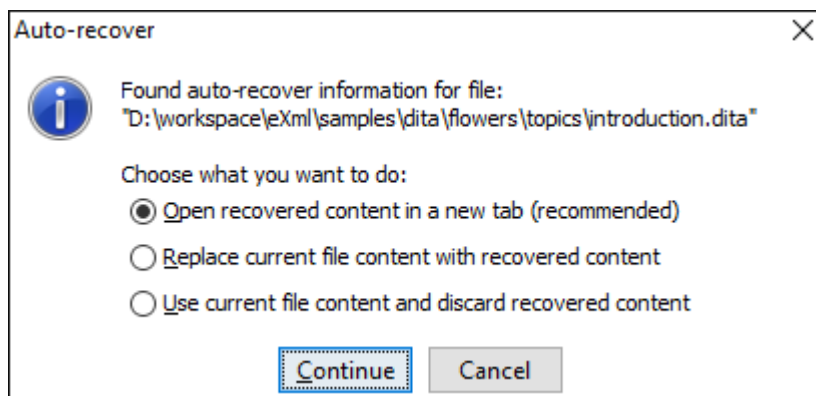 Auto-recover
Found auto-recover information for file:
"D:\workspace\eXml\samples\dita\flowers\topics\introduction.dita"
Choose what you want to do:
Open recovered content in a new tab (recommended)
Replace current file content with recovered content
Use current file content and discard recovered content
Continue Cancel